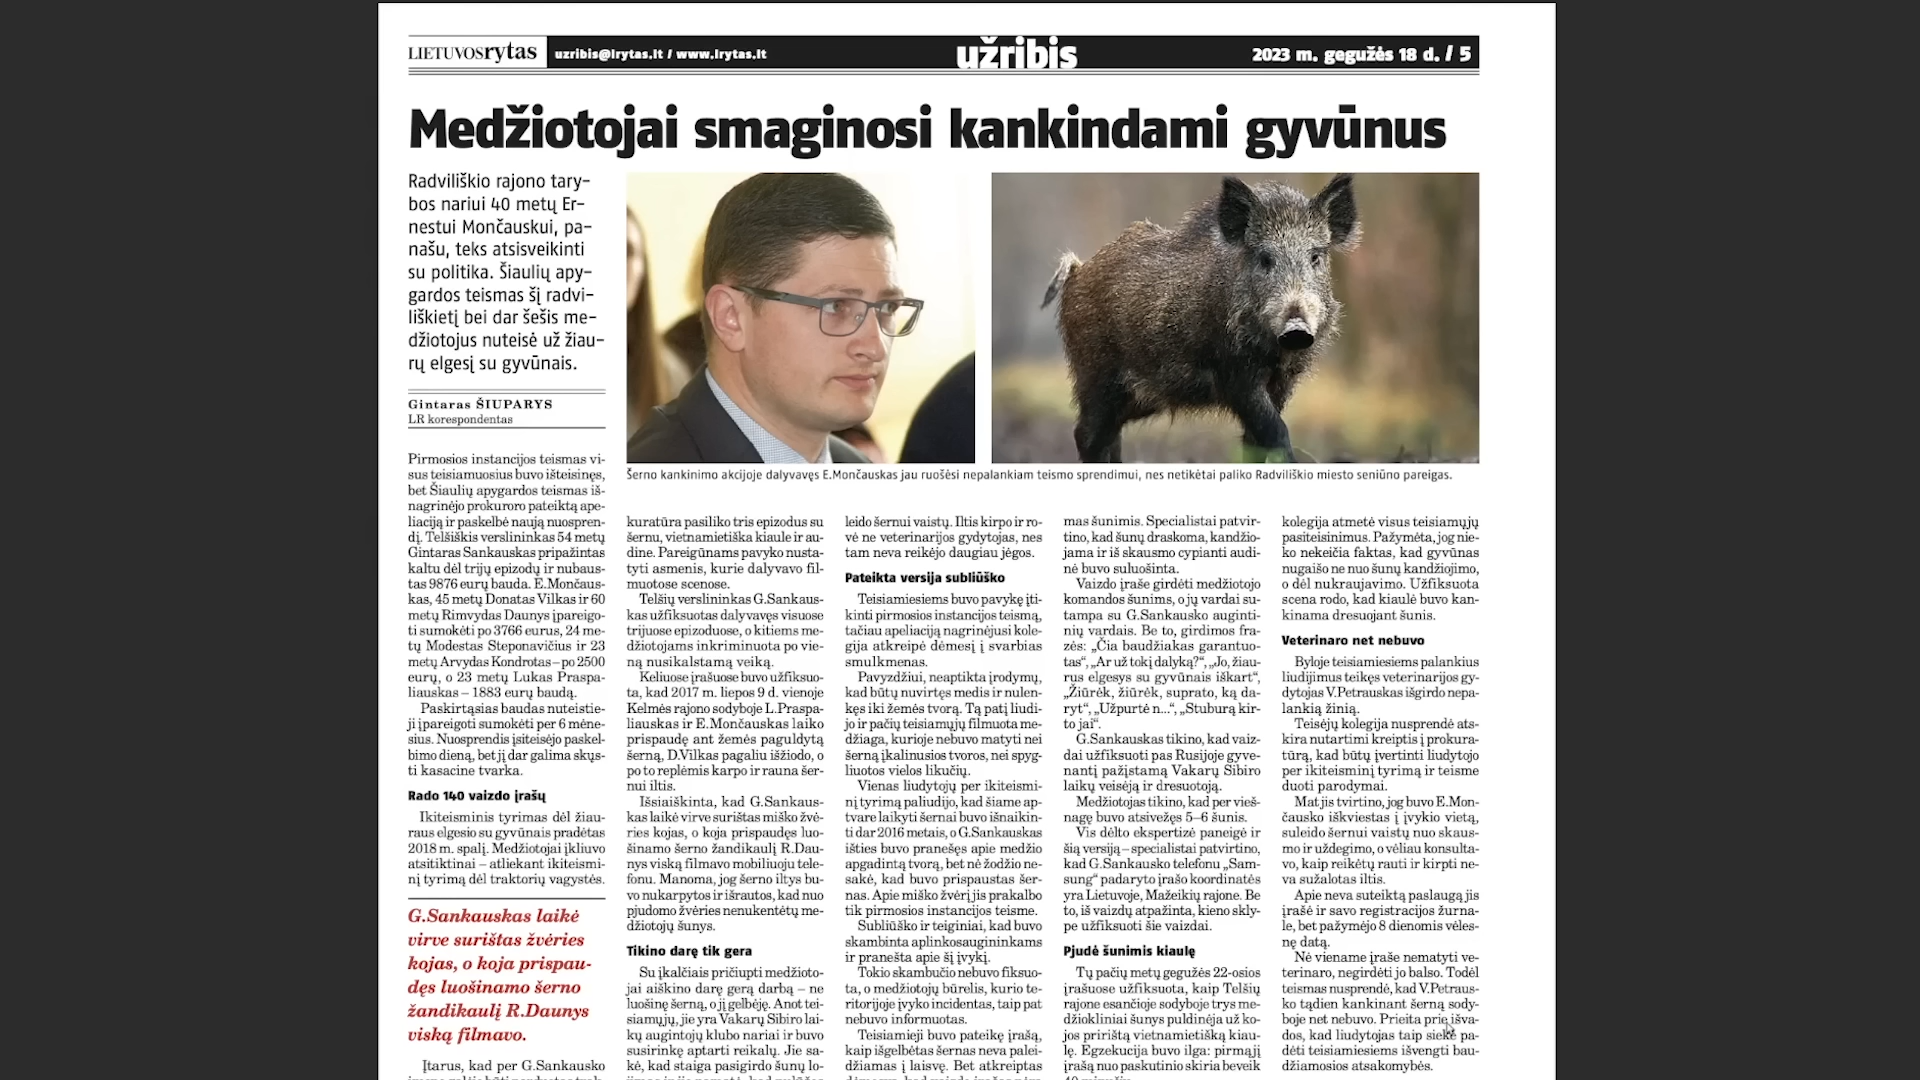 LIETUVOSrytas
uzribis@lrytas.lt / www.lrytas.lt
užribis
2023 m. gegužės 18 d. / 5
Medžiotojai smaginosi kankindami gyvūnus
Radviliškio rajono tary-
bos nariui 40 metų Er-
nestui Mončauskui, pa-
našu, teks atsisveikinti
su politika. Šiaulių apy-
gardos teismas šį radvi-
liškietį bei dar šešis me-
džiotojus nuteisė už žiau-
rų elgesį su gyvūnais.
Gintaras ŠIUPARYS
LR korespondentas
Šerno kankinimo akcijoje dalyvavęs E.Mončauskas jau ruošėsi nepalankiam teismo sprendimui, nes netikėtai paliko Radviliškio miesto seniūno pareigas.
Pirmosios instancijos teismas vi-
sus teisiamuosius buvo išteisinęs,
bet Šiaulių apygardos teismas iš-
nagrinėjo prokuroro pateiktą ape-
liaciją ir paskelbė naują nuospren-
dį. Telšiškis verslininkas 54 metų
Gintaras Sankauskas pripažintas
kaltu dėl trijų epizodų ir nubaus-
tas 9876 eurų bauda. E.Mončaus-
kas, 45 metų Donatas Vilkas ir 60
metų Rimvydas Daunys įpareigo-
ti sumokėti po 3766 eurus, 24 me-
tų Modestas Steponavičius ir 23
metų Arvydas Kondrotas – po 2500
eurų, o 23 metų Lukas Praspa-
liauskas – 1883 eurų baudą.
Paskirtąsias baudas nuteistie-
ji įpareigoti sumokėti per 6 mėne-
sius. Nuosprendis įsiteisėjo paskel-
bimo dieną, bet jį dar galima skųs-
ti kasacine tvarka.
Rado 140 vaizdo įrašų
Ikiteisminis tyrimas dėl žiau-
raus elgesio su gyvūnais pradėtas
2018 m. spalį. Medžiotojai įkliuvo
atsitiktinai – atliekant ikiteismi-
nį tyrimą dėl traktorių vagystės.
G.Sankauskas laikė
virve surištas žvėries
kojas, o koja prispau-
dęs luošinamo šerno
žandikaulį R.Daunys
viską filmavo.
Įtarus, kad per G.Sankausko
kuratūra pasiliko tris epizodus su
šernu, vietnamietiška kiaule ir au-
dine. Pareigūnams pavyko nusta-
tyti asmenis, kurie dalyvavo fil-
muotose scenose.
Telšių verslininkas G.Sankaus-
kas užfiksuotas dalyvavęs visuose
trijuose epizoduose, o kitiems me-
džiotojams inkriminuota po vie-
ną nusikalstamą veiką.
Keliuose įrašuose buvo užfiksuo-
ta, kad 2017 m. liepos 9 d. vienoje
Kelmės rajono sodyboje L.Praspa-
liauskas ir E.Mončauskas laiko
prispaudę ant žemės paguldytą
šerną, D.Vilkas pagaliu išžiodo, o
po to replėmis karpo ir rauna šer-
nui iltis.
Išsiaiškinta, kad G.Sankaus-
kas laikė virve surištas miško žvė-
ries kojas, o koja prispaudęs luo-
šinamo šerno žandikaulį R.Dau-
nys viską filmavo mobiliuoju tele-
fonu. Manoma, jog šerno iltys bu-
vo nukarpytos ir išrautos, kad nuo
pjudomo žvėries nenukentėtų me-
džiotojų šunys.
Tikino darę tik gera
Su įkalčiais pričiupti medžioto-
jai aiškino darę gerą darbą – ne
luošinę šerną, o jį gelbėję. Anot tei-
siamųjų, jie yra Vakarų Sibiro lai-
kų augintojų klubo nariai ir buvo
susirinkę aptarti reikalų. Jie sa-
kė, kad staiga pasigirdo šunų lo-
leido šernui vaistų. Iltis kirpo ir ro-
vė ne veterinarijos gydytojas, nes
tam neva reikėjo daugiau jėgos.
Pateikta versija subliūško
Teisiamiesiems buvo pavykę įti-
kinti pirmosios instancijos teismą,
tačiau apeliaciją nagrinėjusi kole-
gija atkreipė dėmesį į svarbias
smulkmenas.
Pavyzdžiui, neaptikta įrodymų,
kad būtų nuvirtęs medis ir nulen-
kęs iki žemės tvorą. Tą patį liudi-
jo ir pačių teisiamųjų filmuota me-
džiaga, kurioje nebuvo matyti nei
šerną įkalinusios tvoros, nei spyg-
liuotos vielos likučių.
Vienas liudytojų per ikiteismi-
nį tyrimą paliudijo, kad šiame ap-
tvare laikyti šernai buvo išnaikin-
ti dar 2016 metais, o G.Sankauskas
išties buvo pranešęs apie medžio
apgadintą tvorą, bet nė žodžio ne-
sakė, kad buvo prispaustas šer-
nas. Apie miško žvėrį jis prakalbo
tik pirmosios instancijos teisme.
Subliūško ir teiginiai, kad buvo
skambinta aplinkosaugininkams
ir pranešta apie šį įvykį.
Tokio skambučio nebuvo fiksuo-
ta, o medžiotojų būrelis, kurio te-
ritorijoje įvyko incidentas, taip pat
nebuvo informuotas.
Teisiamieji buvo pateikę įrašą,
kaip išgelbėtas šernas neva palei-
džiamas į laisvę. Bet atkreiptas
mas šunimis. Specialistai patvir-
tino, kad šunų draskoma, kandžio-
jama ir iš skausmo cypianti audi-
nė buvo suluošinta.
Vaizdo įraše girdėti medžiotojo
komandos šunims, o jų vardai su-
tampa su G.Sankausko auginti-
nių vardais. Be to, girdimos fra-
zės: „Čia baudžiakas garantuo-
tas“, „Ar už tokį dalyką?“, „Jo, žiau-
rus elgesys su gyvūnais iškart“,
„Žiūrėk, žiūrėk, suprato, ką da-
ryt“, „Užpurtė n...“, „Stuburą kir-
to jai“.
G.Sankauskas tikino, kad vaiz-
dai užfiksuoti pas Rusijoje gyve-
nantį pažįstamą Vakarų Sibiro
laikų veisėją ir dresuotoją.
Medžiotojas tikino, kad per vieš-
nagę buvo atsivežęs 5–6 šunis.
Vis dėlto ekspertizė paneigė ir
šią versiją – specialistai patvirtino,
kad G.Sankausko telefonu „Sam-
sung“ padaryto įrašo koordinatės
yra Lietuvoje, Mažeikių rajone. Be
to, iš vaizdų atpažinta, kieno skly-
pe užfiksuoti šie vaizdai.
Pjudė šunimis kiaulę
Tų pačių metų gegužės 22-osios
įrašuose užfiksuota, kaip Telšių
rajone esančioje sodyboje trys me-
džiokliniai šunys puldinėja už ko-
jos pririštą vietnamietišką kiau-
lę. Egzekucija buvo ilga: pirmąjį
įrašą nuo paskutinio skiria beveik
kolegija atmetė visus teisiamųjų
pasiteisinimus. Pažymėta, jog nie-
ko nekeičia faktas, kad gyvūnas
nugaišo ne nuo šunų kandžiojimo,
o dėl nukraujavimo. Užfiksuota
scena rodo, kad kiaulė buvo kan-
kinama dresuojant šunis.
Veterinaro net nebuvo
Byloje teisiamiesiems palankius
liudijimus teikęs veterinarijos gy-
dytojas V.Petrauskas išgirdo nepa-
lankią žinią.
Teisėjų kolegija nusprendė ats-
kira nutartimi kreiptis į prokura-
tūrą, kad būtų įvertinti liudytojo
per ikiteisminį tyrimą ir teisme
duoti parodymai.
Mat jis tvirtino, jog buvo E.Mon-
čausko iškviestas į įvykio vietą,
suleido šernui vaistų nuo skaus-
mo ir uždegimo, o vėliau konsulta-
vo, kaip reikėtų rauti ir kirpti ne-
va sužalotas iltis.
Apie neva suteiktą paslaugą jis
įrašė ir savo registracijos žurna-
le, bet pažymėjo 8 dienomis vėles-
nę datą.
Nė viename įraše nematyti ve-
terinaro, negirdėti jo balso. Todėl
teismas nusprendė, kad V.Petraus-
ko tądien kankinant šerną sody-
boje net nebuvo. Prieita prie išva-
dos, kad liudytojas taip siekė pa-
dėti teisiamiesiems išvengti bau-
džiamosios atsakomybės.